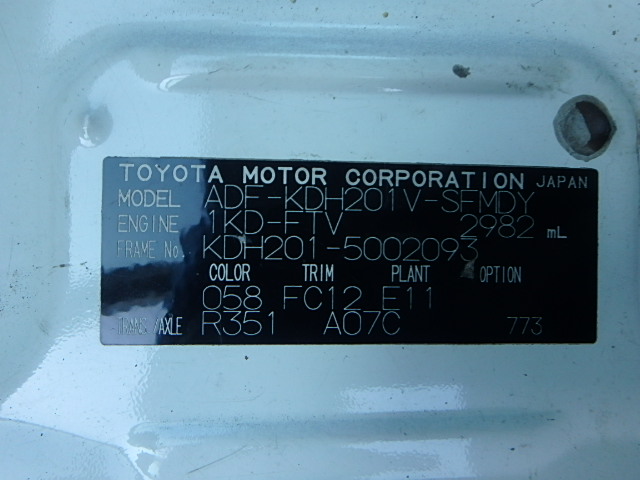 TOYOTA MOTOR CORPORATION JAPAN
MODEL ADF-KDH201V-SFMDY
ENGINE 1KD-FTV 2982 mL
FRAME No. KDH201-5002093
COLOR TRIM PLANT OPTION
058 FC12 E11
TRANS./AXLE R351 A07C 773